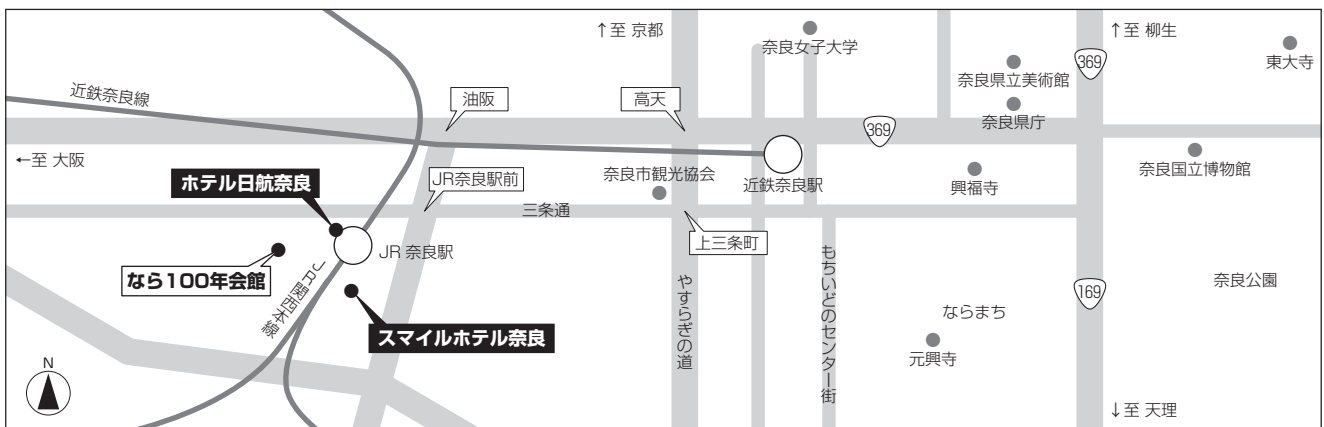 ↑至 京都
奈良女子大学
↑至 柳生
369
東大寺
奈良県立美術館
近鉄奈良線
油阪
高天
奈良県庁
369
←至 大阪
奈良市観光協会
近鉄奈良駅
興福寺
奈良国立博物館
ホテル日航奈良
JR奈良駅前
三条通
上三条町
JR 奈良駅
なら100年会館
JR関西本線
スマイルホテル奈良
やすらぎの道
もちいどのセンター街
169
奈良公園
ならまち
元興寺
N
↓至 天理